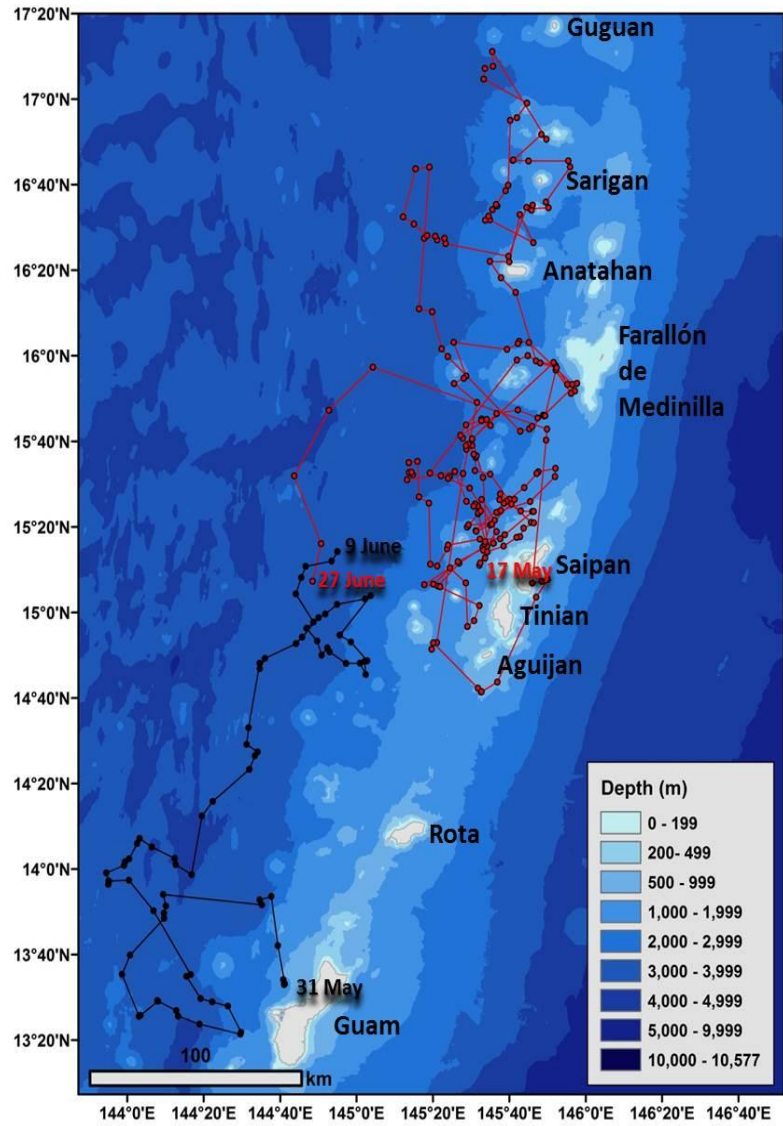 17°20'N
Guguan
17°0'N
16°40'N
Sarigan
16°20'N
Anatahan
16°0'N
Farallón
de
Medinilla
15°40'N
15°20'N
9 June
27 June
17 May
Saipan
15°0'N
Tinian
Aguijan
14°40'N
14°20'N
Rota
14°0'N
13°40'N
31 May
Guam
13°20'N
100
km
Depth (m)
0 - 199
200- 499
500 - 999
1,000 - 1,999
2,000 - 2,999
3,000 - 3,999
4,000 - 4,999
5,000 - 9,999
10,000 - 10,577
144°0'E 144°20'E 144°40'E 145°0'E 145°20'E 145°40'E 146°0'E 146°20'E 146°40'E